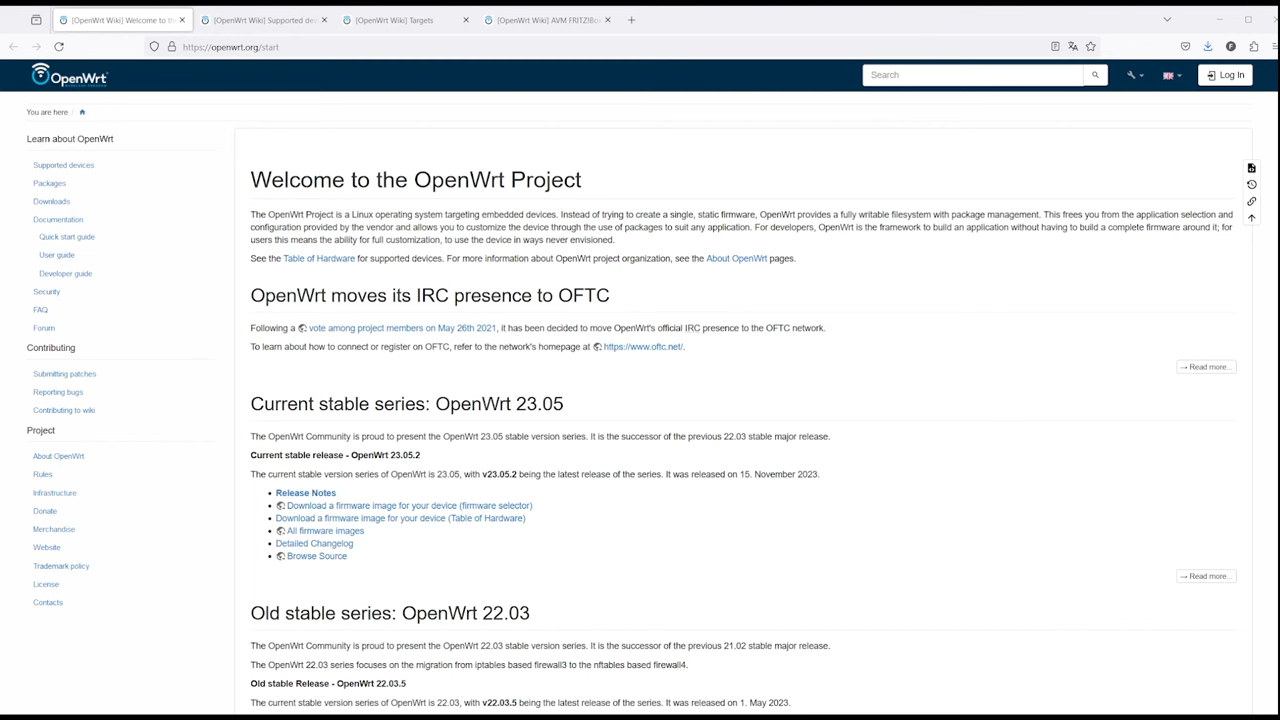 [OpenWrt Wiki] Welcome to the
[OpenWrt Wiki] Supported dev
[OpenWrt Wiki] Targets
[OpenWrt Wiki] AVM FRITZ!Bo
https://openwrt.org/start
OpenWrt
Search
Log In
You are here /
Learn about OpenWrt
Supported devices
Packages
Downloads
Documentation
Quick start guide
User guide
Developer guide
Security
FAQ
Forum
Contributing
Submitting patches
Reporting bugs
Contributing to wiki
Project
About OpenWrt
Rules
Infrastructure
Donate
Merchandise
Website
Trademark policy
License
Contacts
Welcome to the OpenWrt Project
The OpenWrt Project is a Linux operating system targeting embedded devices. Instead of trying to create a single, static firmware, OpenWrt provides a fully writable filesystem with package management. This frees you from the application selection and
configuration provided by the vendor and allows you to customize the device through the use of packages to suit any application. For developers, OpenWrt is the framework to build an application without having to build a complete firmware around it; for
users this means the ability for full customization, to use the device in ways never envisioned.
See the Table of Hardware for supported devices. For more information about OpenWrt project organization, see the About OpenWrt pages.
OpenWrt moves its IRC presence to OFTC
Following a vote among project members on May 26th 2021, it has been decided to move OpenWrt's official IRC presence to the OFTC network.
To learn about how to connect or register on OFTC, refer to the network's homepage at https://www.oftc.net/.
→ Read more...
Current stable series: OpenWrt 23.05
The OpenWrt Community is proud to present the OpenWrt 23.05 stable version series. It is the successor of the previous 22.03 stable major release.
Current stable release - OpenWrt 23.05.2
The current stable version series of OpenWrt is 23.05, with v23.05.2 being the latest release of the series. It was released on 15. November 2023.
• Release Notes
• Download a firmware image for your device (firmware selector)
• Download a firmware image for your device (Table of Hardware)
• All firmware images
• Detailed Changelog
• Browse Source
→ Read more...
Old stable series: OpenWrt 22.03
The OpenWrt Community is proud to present the OpenWrt 22.03 stable version series. It is the successor of the previous 21.02 stable major release.
The OpenWrt 22.03 series focuses on the migration from iptables based firewall3 to the nftables based firewall4.
Old stable Release - OpenWrt 22.03.5
The current stable version series of OpenWrt is 22.03, with v22.03.5 being the latest release of the series. It was released on 1. May 2023.